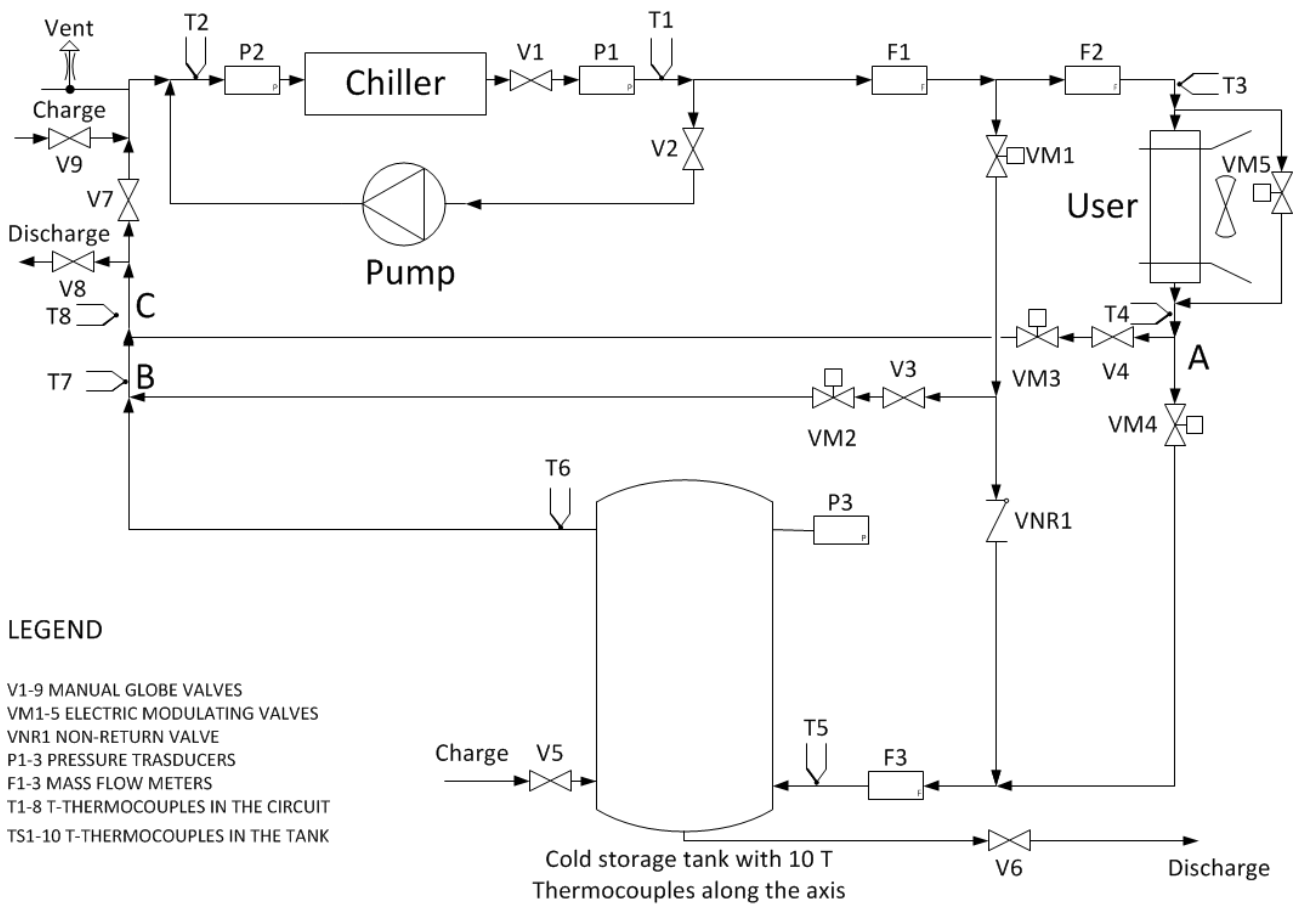 Vent
T2
P2
Chiller
V1
P1
T1
F1
F2
T3
P
P
F
F
Charge
V9
V2
VM1
VM5
User
V7
Pump
Discharge
V8
T8
C
T4
A
VM3
V4
T7
B
V3
VM2
VM4
T6
P3
P
VNR1
LEGEND
V1-9 MANUAL GLOBE VALVES
VM1-5 ELECTRIC MODULATING VALVES
VNR1 NON-RETURN VALVE
P1-3 PRESSURE TRASDUCERS
F1-3 MASS FLOW METERS
T1-8 T-THERMOCOUPLES IN THE CIRCUIT
TS1-10 T-THERMOCOUPLES IN THE TANK
Charge
V5
T5
F3
F
Cold storage tank with 10 T
Thermocouples along the axis
V6
Discharge